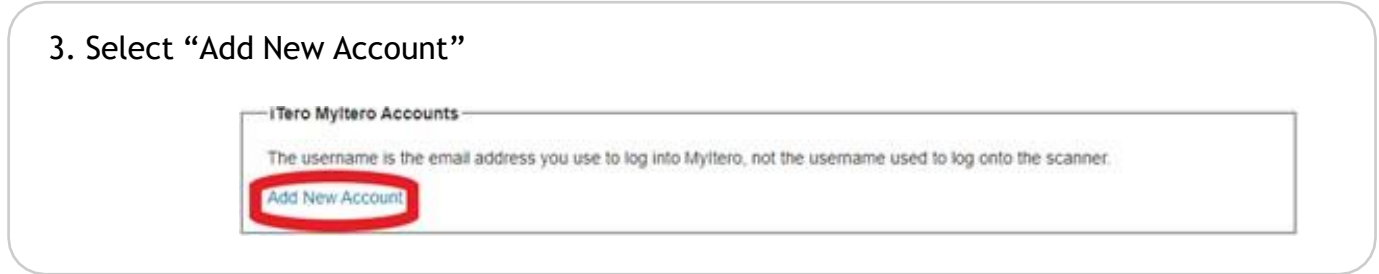 3. Select “Add New Account”
iTero MyItero Accounts
The username is the email address you use to log into MyItero, not the username used to log onto the scanner.
Add New Account